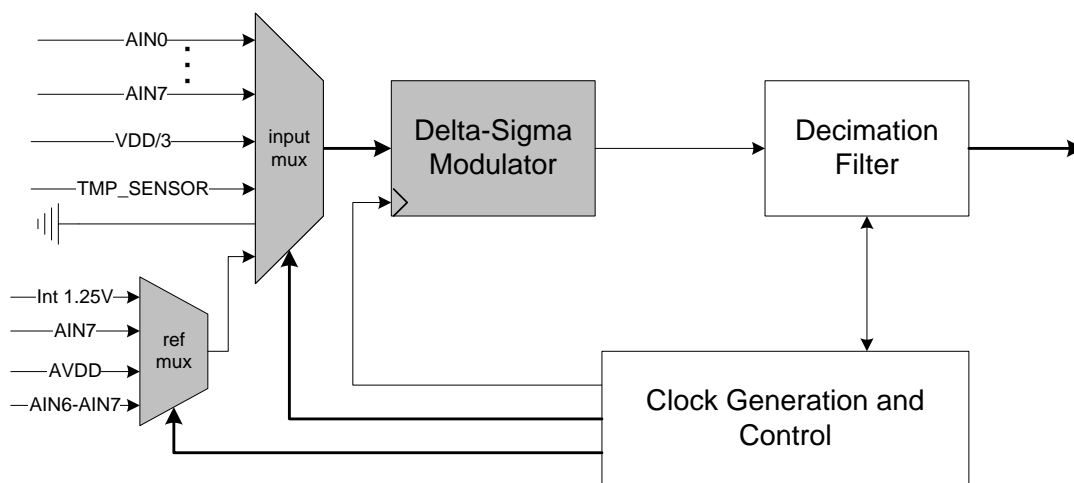 AIN0
AIN7
VDD/3
TMP_SENSOR
input
mux
Delta-Sigma
Modulator
Decimation
Filter
Int 1.25V
AIN7
AVDD
AIN6-AIN7
ref
mux
Clock Generation and
Control